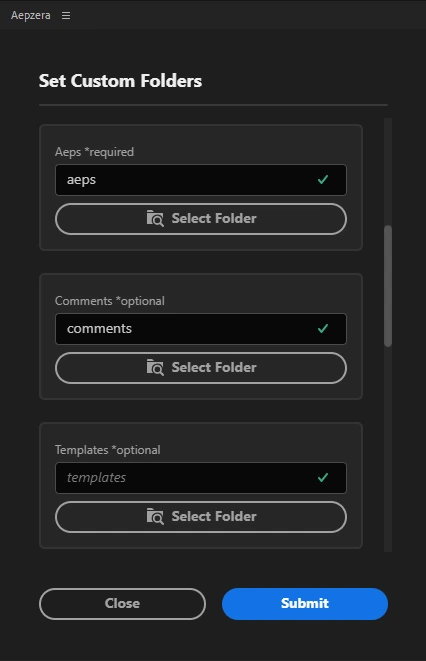 Aepzera
Set Custom Folders
Aeps *required
aeps
Select Folder
Comments *optional
comments
Select Folder
Templates *optional
templates
Select Folder
Close
Submit